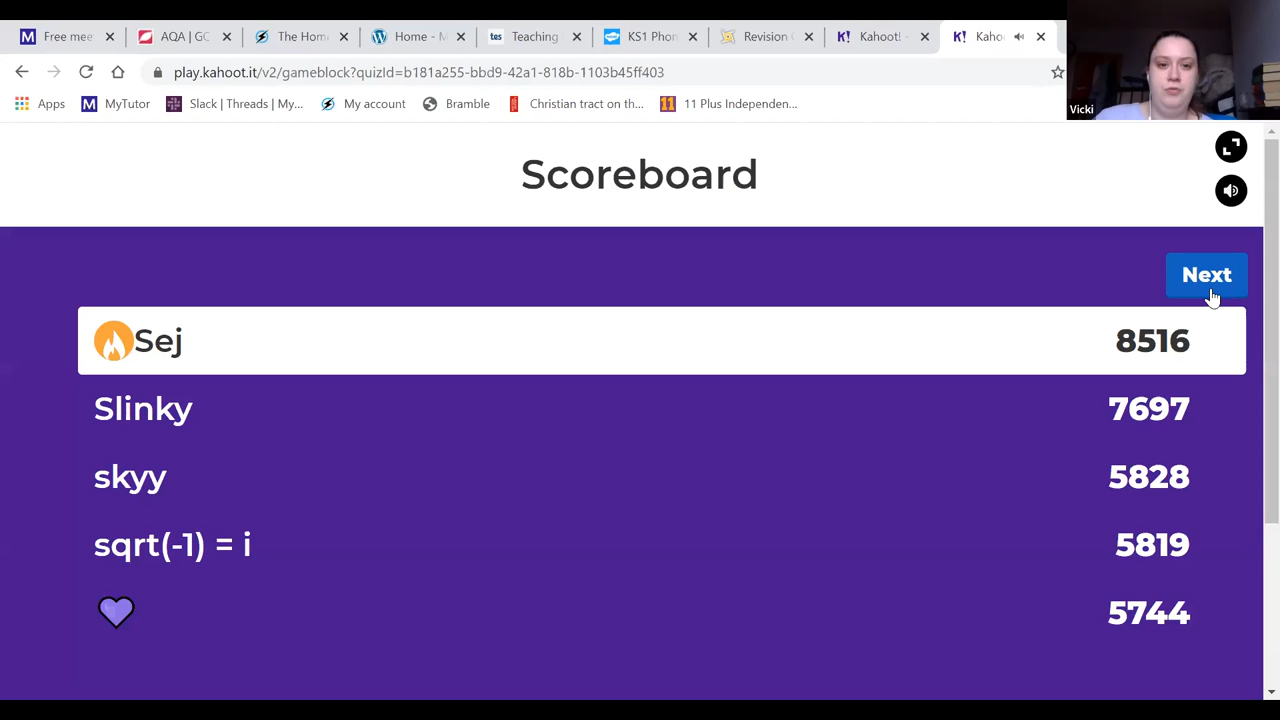 Free mee
AQA | GC
The Home
Home - M
Teaching
KS1 Phon
Revision
Kahoot!
Kaho
play.kahoot.it/v2/gameblock?quizId=b181a255-bbd9-42a1-818b-1103b45ff403
Apps
MyTutor
Slack | Threads | My...
My account
Bramble
Christian tract on th...
11 Plus Independen...
Vicki
Scoreboard
Next
Sej 8516
Slinky 7697
skyy 5828
sqrt(-1) = i 5819
5744